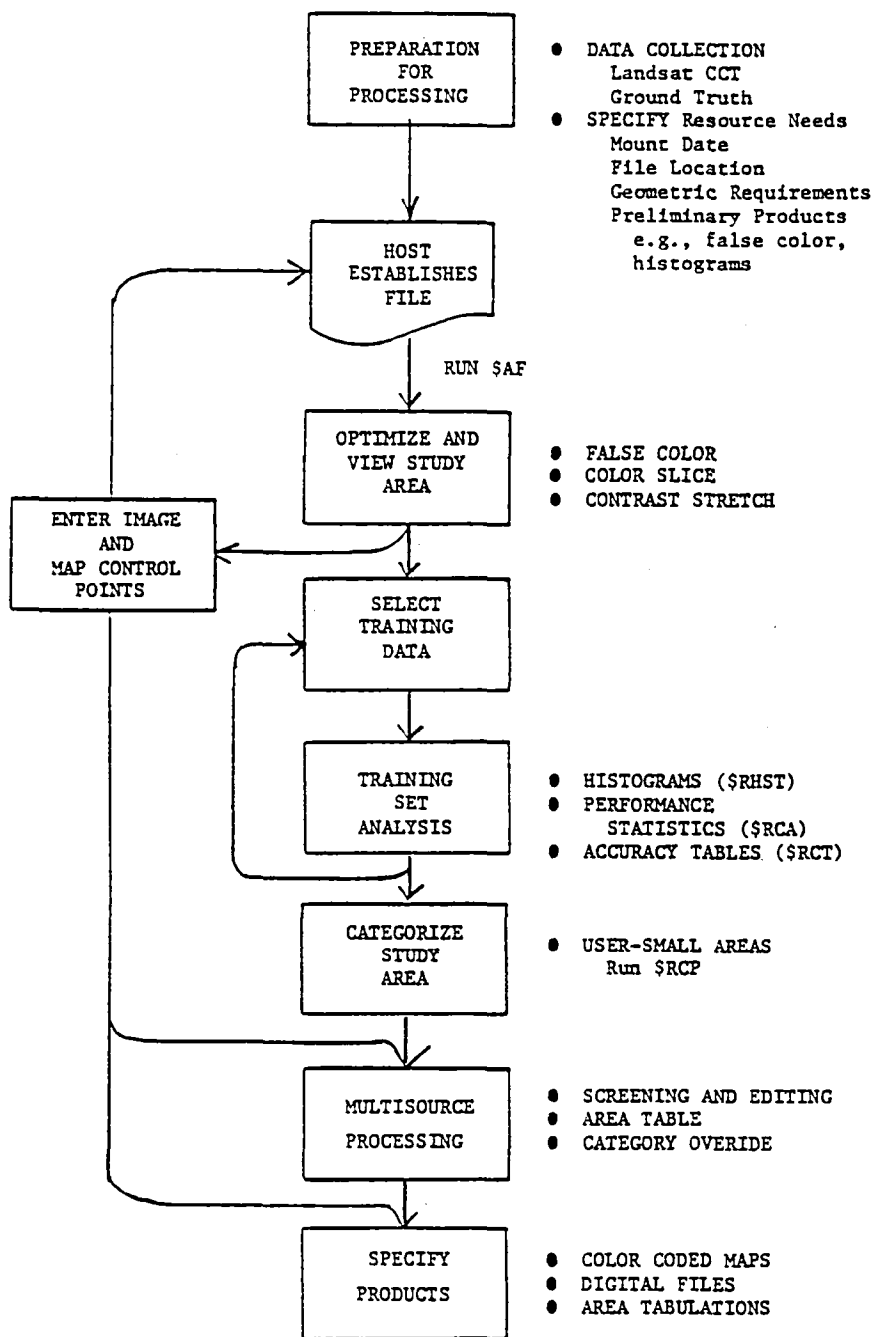 PREPARATION
FOR
PROCESSING
● DATA COLLECTION
Landsat CCT
Ground Truth
● SPECIFY Resource Needs
Mount Date
File Location
Geometric Requirements
Preliminary Products
e.g., false color,
histograms
HOST
ESTABLISHES
FILE
RUN $AF
OPTIMIZE AND
VIEW STUDY
AREA
● FALSE COLOR
● COLOR SLICE
● CONTRAST STRETCH
ENTER IMAGE
AND
MAP CONTROL
POINTS
SELECT
TRAINING
DATA
TRAINING
SET
ANALYSIS
● HISTOGRAMS ($RHST)
● PERFORMANCE
STATISTICS ($RCA)
● ACCURACY TABLES ($RCT)
CATEGORIZE
STUDY
AREA
● USER-SMALL AREAS
Run $RCP
MULTISOURCE
PROCESSING
● SCREENING AND EDITING
● AREA TABLE
● CATEGORY OVERIDE
SPECIFY
PRODUCTS
● COLOR CODED MAPS
● DIGITAL FILES
● AREA TABULATIONS